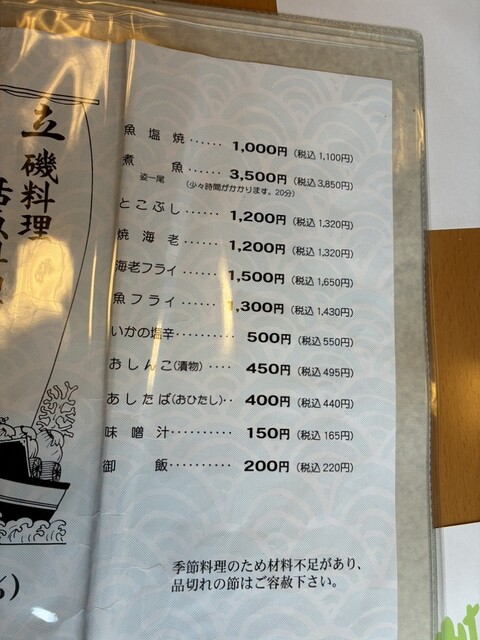 立
磯料理
魚塩焼…… 1,000円（税込1,100円）
煮魚 3,500円（税込3,850円）
姿一尾（少々時間がかかります。20分）
とこぶし…… 1,200円（税込1,320円）
焼海老…… 1,200円（税込1,320円）
海老フライ…… 1,500円（税込1,650円）
魚フライ…… 1,300円（税込1,430円）
いかの塩辛………… 500円（税込550円）
おしんこ(漬物)…… 450円（税込495円）
あしたば(おひたし)‥ 400円（税込440円）
味噌汁………… 150円（税込165円）
御飯………… 200円（税込220円）
季節料理のため材料不足があり、
品切れの節はご容赦下さい。